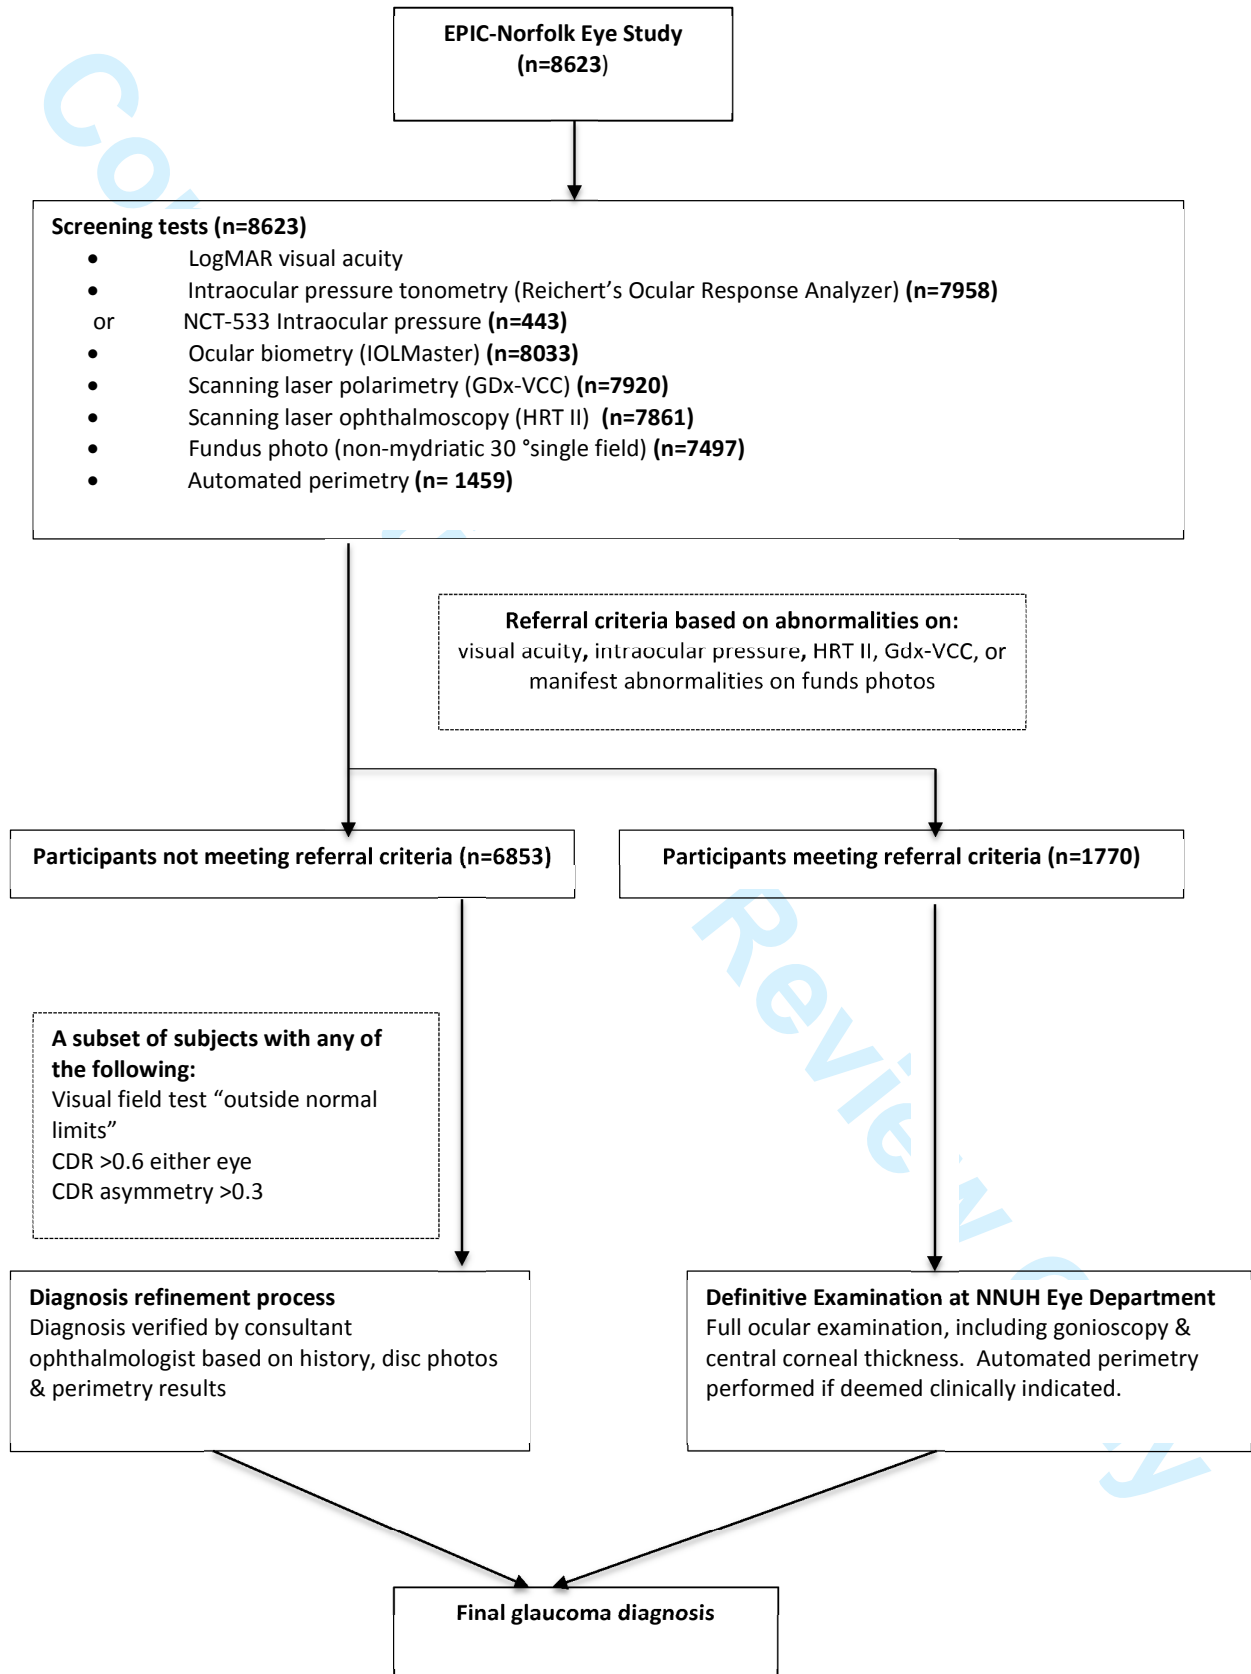 EPIC-Norfolk Eye Study
(n=8623)
Screening tests (n=8623)
• LogMAR visual acuity
• Intraocular pressure tonometry (Reichert’s Ocular Response Analyzer) (n=7958)
or NCT-533 Intraocular pressure (n=443)
• Ocular biometry (IOLMaster) (n=8033)
• Scanning laser polarimetry (GDx-VCC) (n=7920)
• Scanning laser ophthalmoscopy (HRT II) (n=7861)
• Fundus photo (non-mydriatic 30 °single field) (n=7497)
• Automated perimetry (n= 1459)
Referral criteria based on abnormalities on:
visual acuity, intraocular pressure, HRT II, Gdx-VCC, or
manifest abnormalities on funds photos
Participants not meeting referral criteria (n=6853)
Participants meeting referral criteria (n=1770)
A subset of subjects with any of
the following:
Visual field test “outside normal
limits”
CDR >0.6 either eye
CDR asymmetry >0.3
Diagnosis refinement process
Diagnosis verified by consultant
ophthalmologist based on history, disc photos
& perimetry results
Definitive Examination at NNUH Eye Department
Full ocular examination, including gonioscopy &
central corneal thickness. Automated perimetry
performed if deemed clinically indicated.
Final glaucoma diagnosis
Review